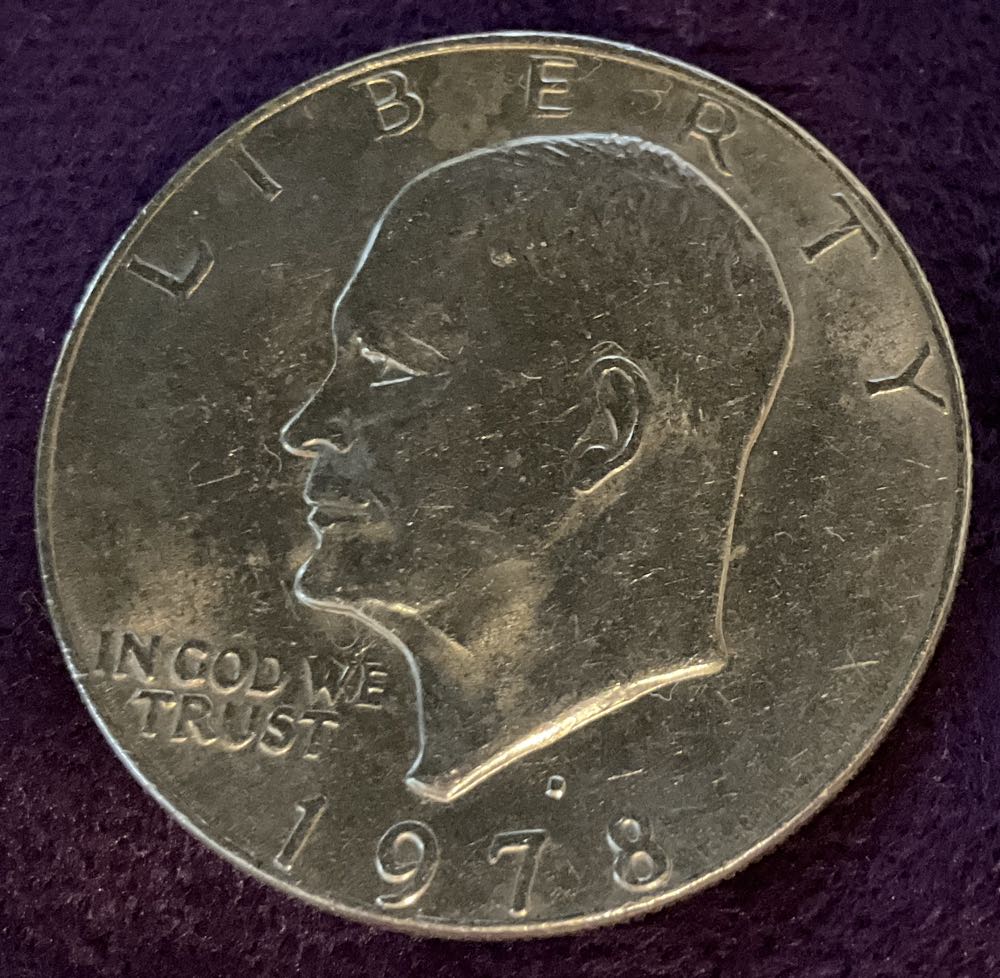 LIBERTY
IN GOD WE
TRUST
1978